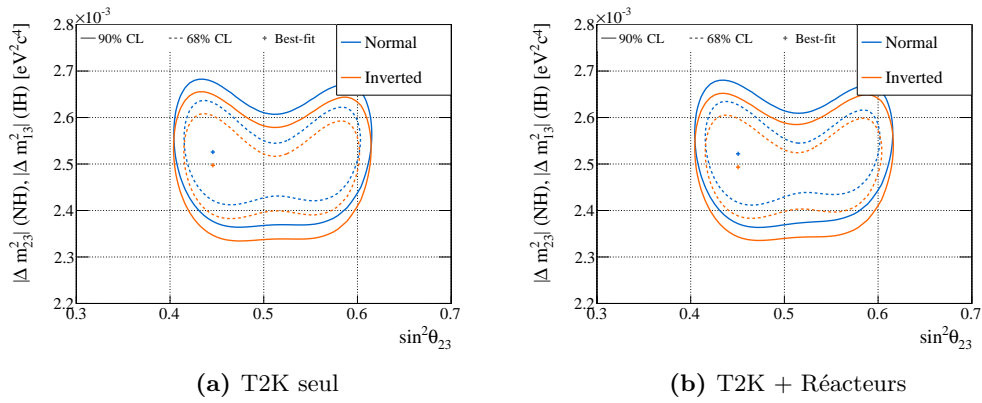 ×10⁻³
2.8
2.7
2.6
2.5
2.4
2.3
2.2
|Δ m²₂₃| (NH), |Δ m²₁₃| (IH) [eV²c⁴]
90% CL
68% CL
Best-fit
Normal
Inverted
0.3 0.4 0.5 0.6 0.7
sin²θ₂₃
(a) T2K seul
×10⁻³
2.8
2.7
2.6
2.5
2.4
2.3
2.2
|Δ m²₂₃| (NH), |Δ m²₁₃| (IH) [eV²c⁴]
90% CL
68% CL
Best-fit
Normal
Inverted
0.3 0.4 0.5 0.6 0.7
sin²θ₂₃
(b) T2K + Réacteurs